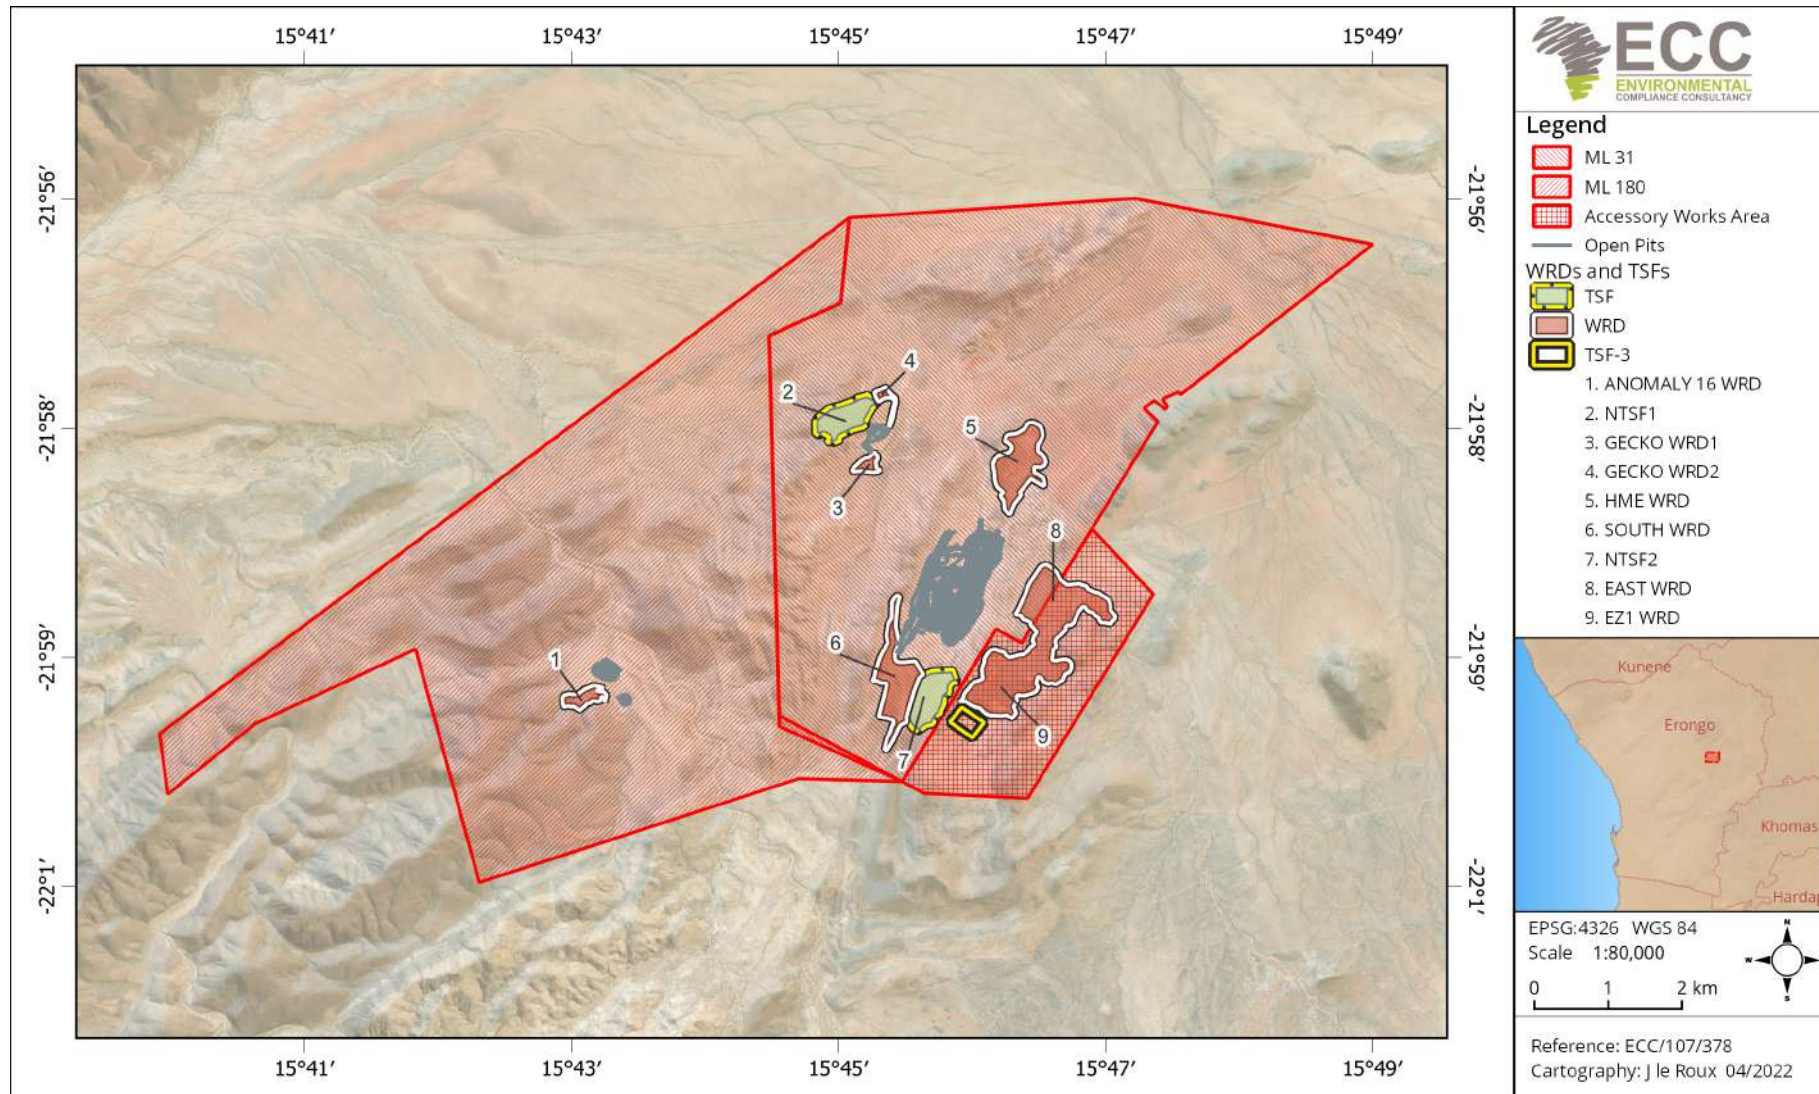 15°41′ 15°43′ 15°45′ 15°47′ 15°49′
-21°56′ -21°56′
-21°58′ -21°58′
-21°59′ -21°59′
-22°1′ -22°1′
4
2
5
3
8
6
1
9
7
15°41′ 15°43′ 15°45′ 15°47′ 15°49′
ECC
ENVIRONMENTAL
COMPLIANCE CONSULTANCY
Legend
ML 31
ML 180
Accessory Works Area
Open Pits
WRDs and TSFs
TSF
WRD
TSF-3
1. ANOMALY 16 WRD
2. NTSF1
3. GECKO WRD1
4. GECKO WRD2
5. HME WRD
6. SOUTH WRD
7. NTSF2
8. EAST WRD
9. EZ1 WRD
Kunene
Erongo
Khomas
Hardap
EPSG:4326 WGS 84
Scale 1:80,000
N
W
S
0 1 2 km
Reference: ECC/107/378
Cartography: J le Roux 04/2022